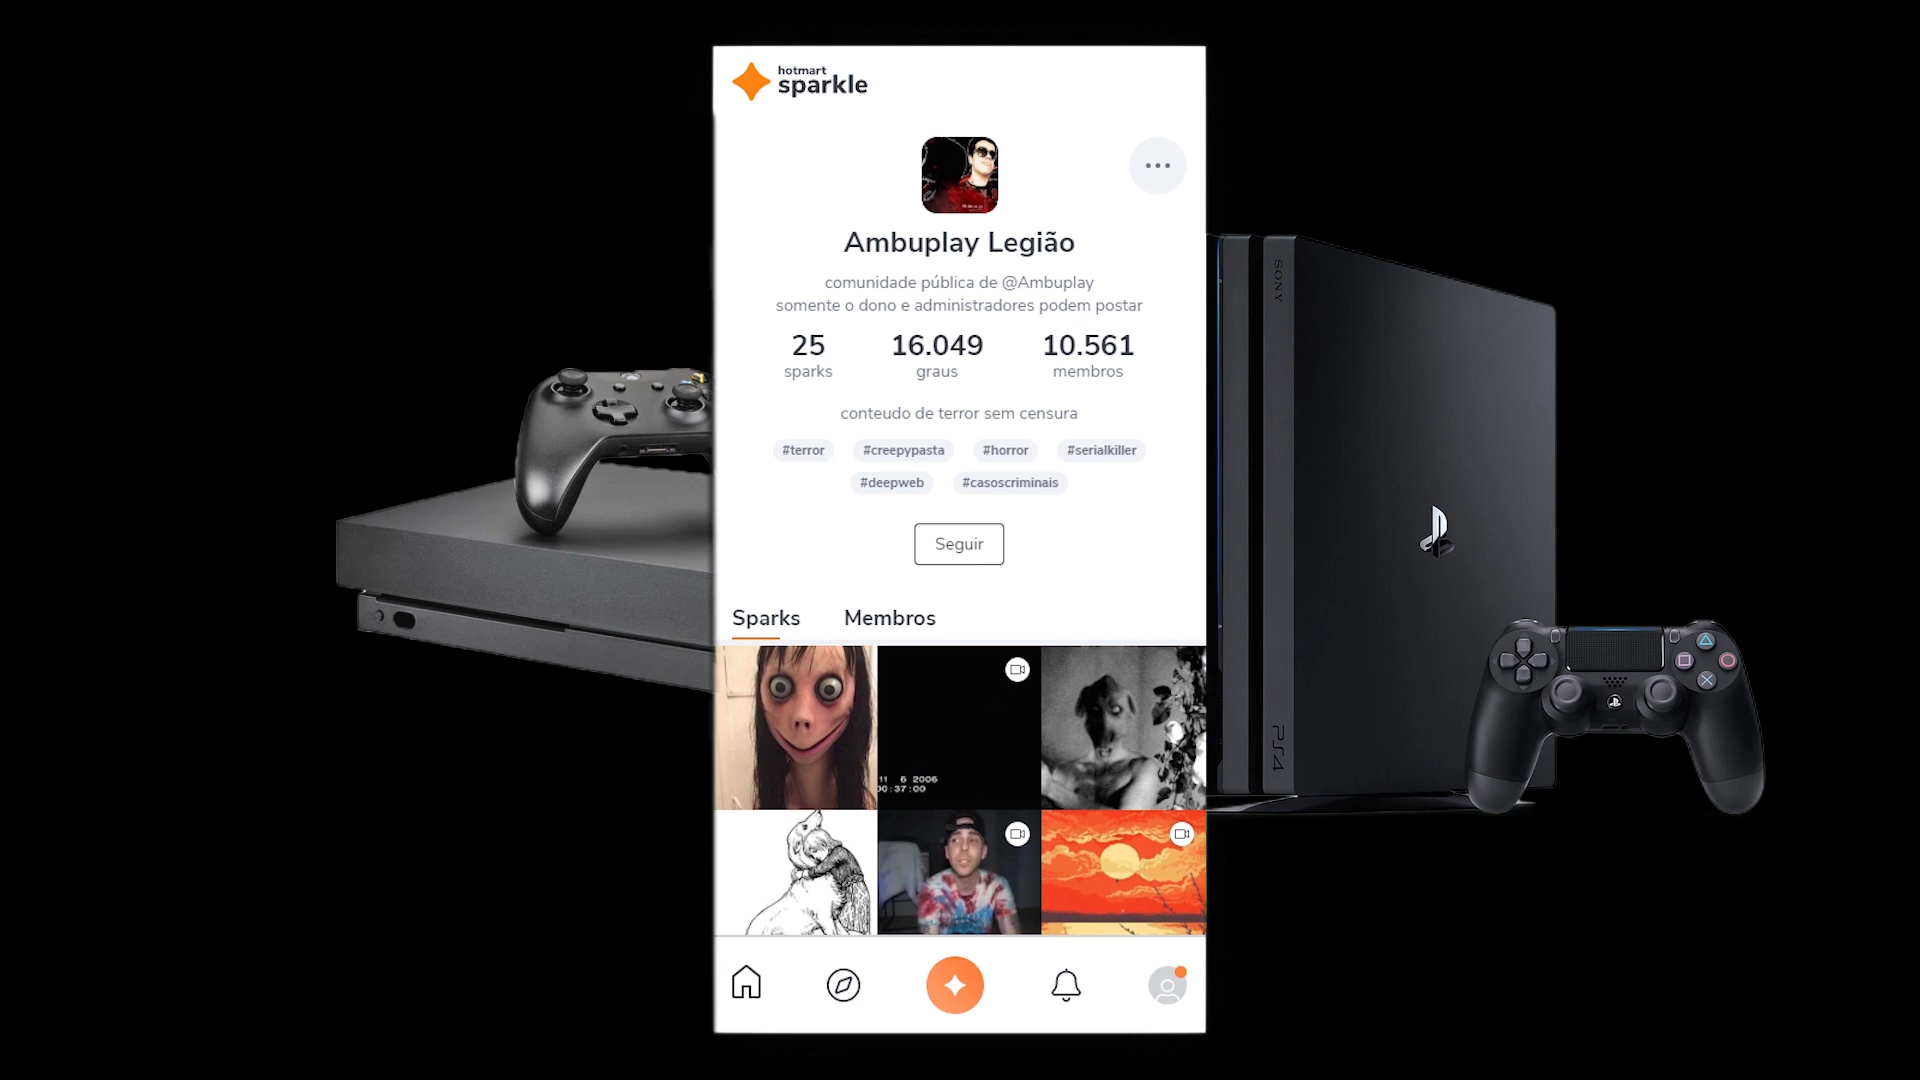 hotmart
sparkle
Ambuplay Legião
comunidade pública de @Ambuplay
somente o dono e administradores podem postar
25 16.049 10.561
sparks graus membros
conteudo de terror sem censura
#terror #creepypasta #horror #serialkiller
#deepweb #casoscriminais
Seguir
Sparks Membros
11 6 2006
00:37:00
SONY
PS4